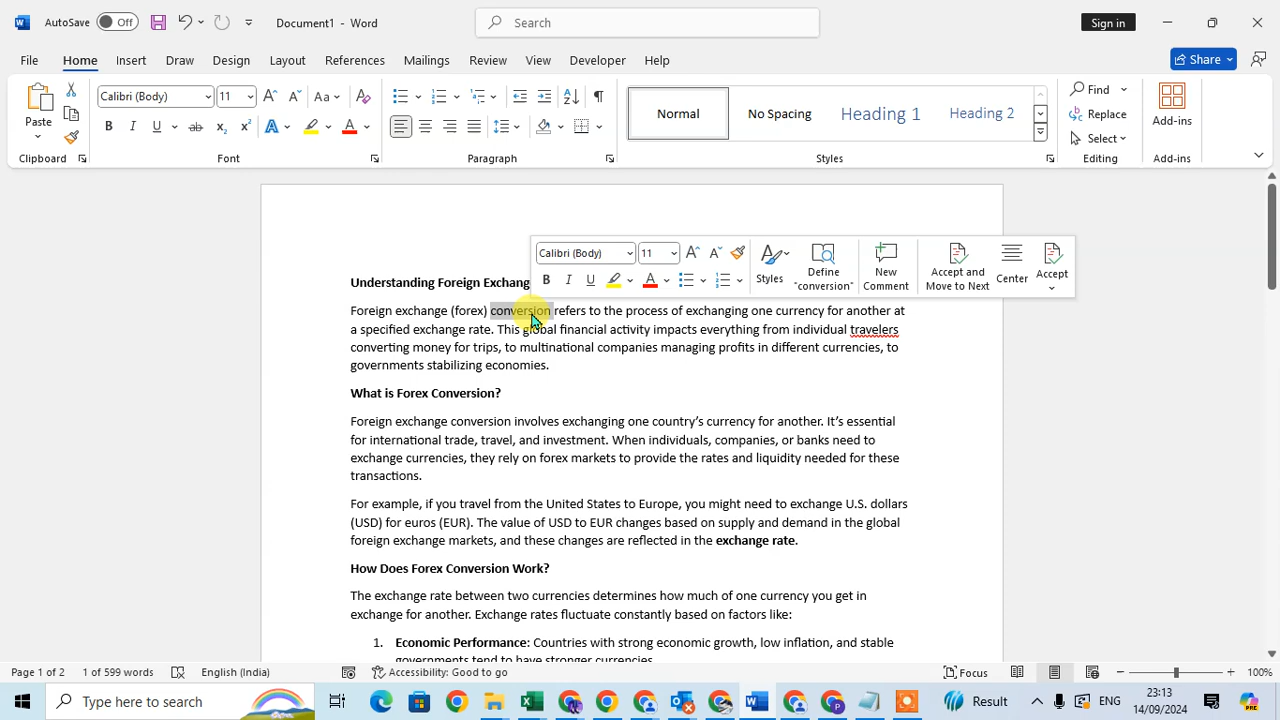 AutoSave Off Document1 - Word Search Sign in
File Home Insert Draw Design Layout References Mailings Review View Developer Help Share
Paste Calibri (Body) 11 Aa Normal No Spacing Heading 1 Heading 2 Find Replace Select Add-ins
Clipboard Font Paragraph Styles Editing Add-ins
Calibri (Body) 11 Styles Define "conversion" New Comment Accept and Move to Next Center Accept
Understanding Foreign Exchang
Foreign exchange (forex) conversion refers to the process of exchanging one currency for another at
a specified exchange rate. This global financial activity impacts everything from individual travelers
converting money for trips, to multinational companies managing profits in different currencies, to
governments stabilizing economies.
What is Forex Conversion?
Foreign exchange conversion involves exchanging one country's currency for another. It's essential
for international trade, travel, and investment. When individuals, companies, or banks need to
exchange currencies, they rely on forex markets to provide the rates and liquidity needed for these
transactions.
For example, if you travel from the United States to Europe, you might need to exchange U.S. dollars
(USD) for euros (EUR). The value of USD to EUR changes based on supply and demand in the global
foreign exchange markets, and these changes are reflected in the exchange rate.
How Does Forex Conversion Work?
The exchange rate between two currencies determines how much of one currency you get in
exchange for another. Exchange rates fluctuate constantly based on factors like:
1. Economic Performance: Countries with strong economic growth, low inflation, and stable
governments tend to have stronger currencies.
Page 1 of 2 1 of 599 words English (India) Accessibility: Good to go Focus 100%
Type here to search Result ENG 23:13
14/09/2024